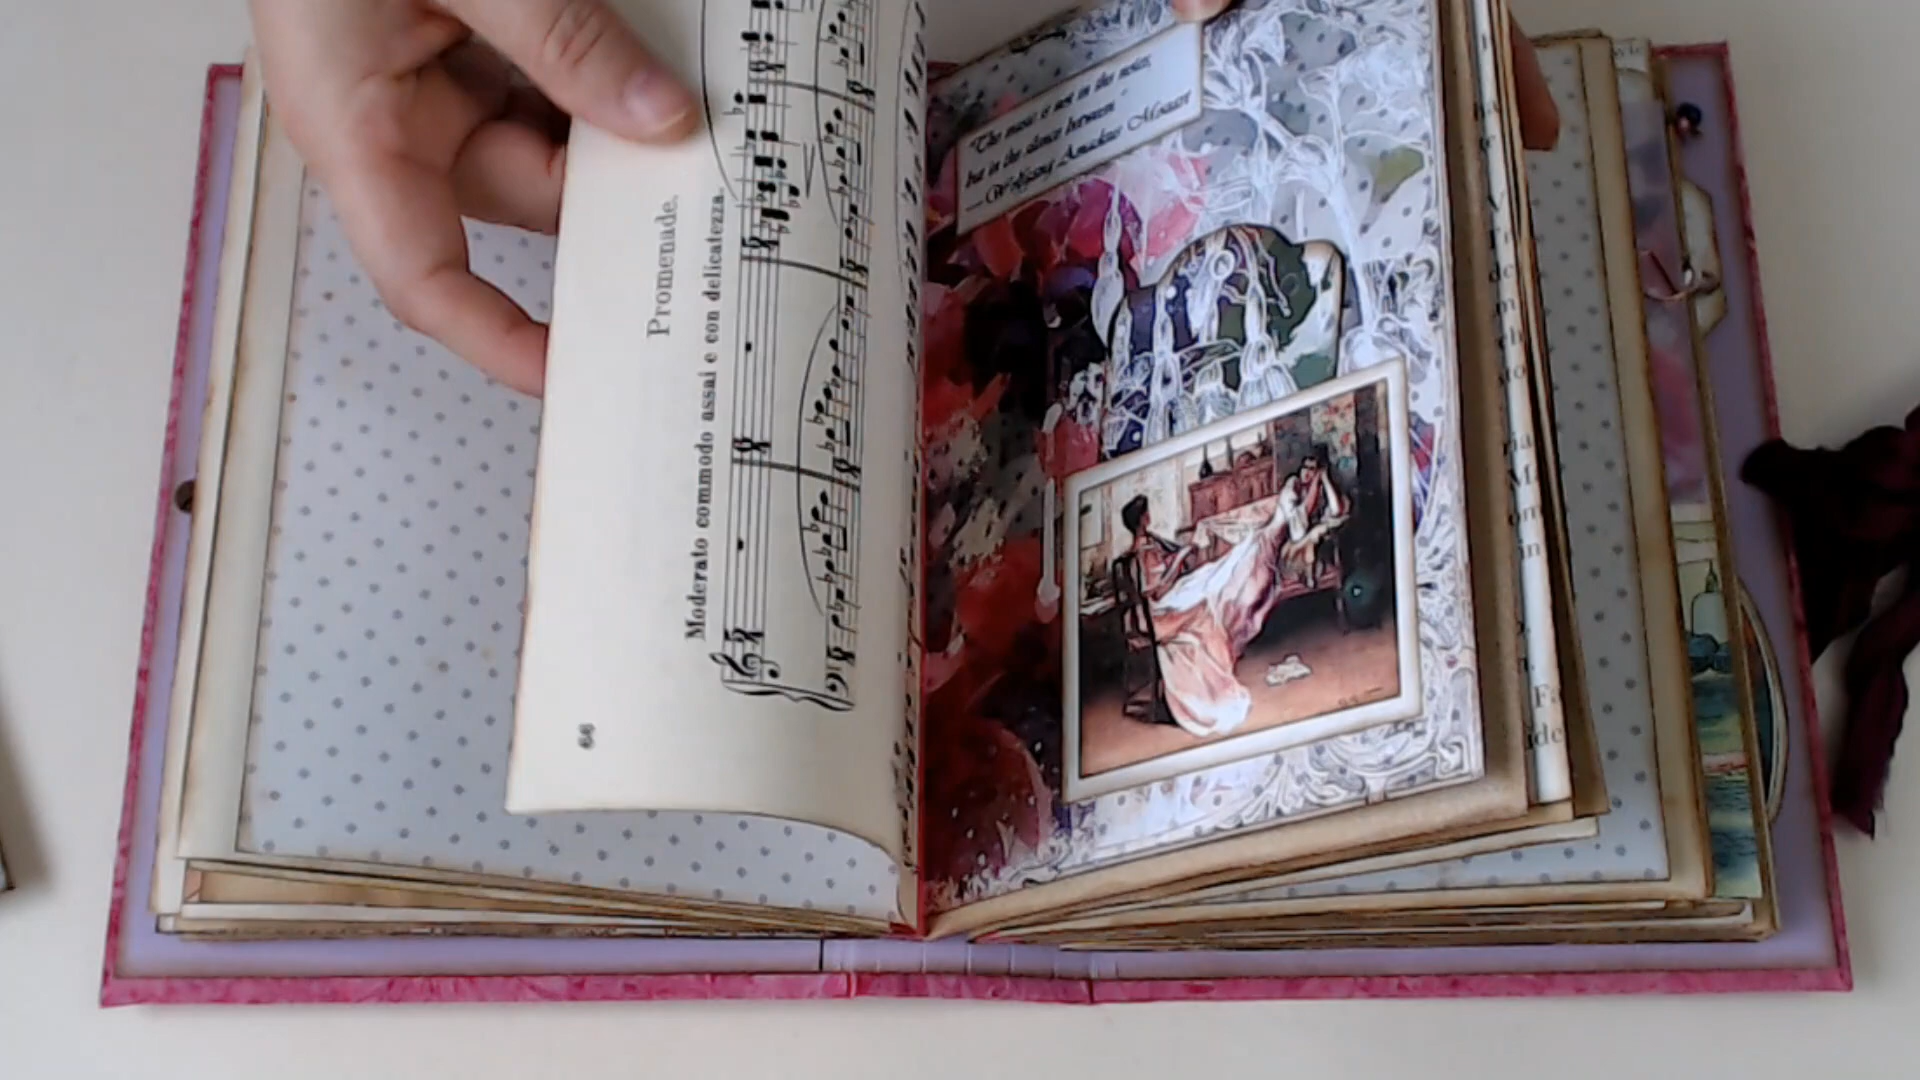 Promenade.
Moderato commodo assai e con delicatezza.
66
"The music is not in the notes,
but in the silence between"
— Wolfgang Amadeus Mozart